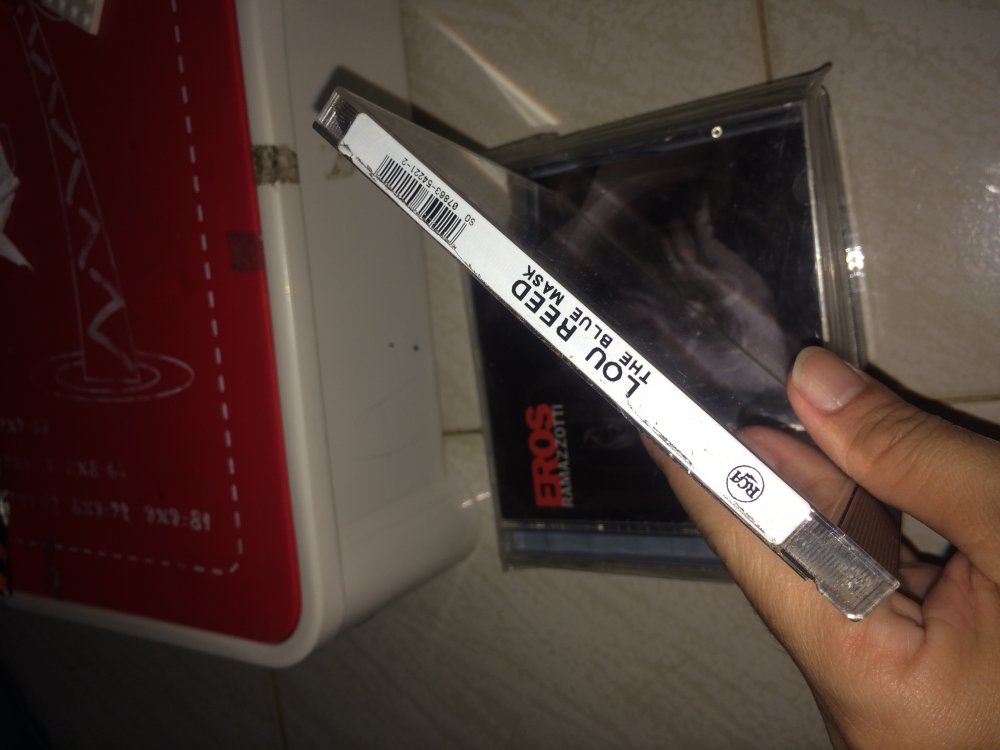 LOU REED
THE BLUE MASK
SO 07863-54221-2
RCA
EROS
RAMAZZOTTI